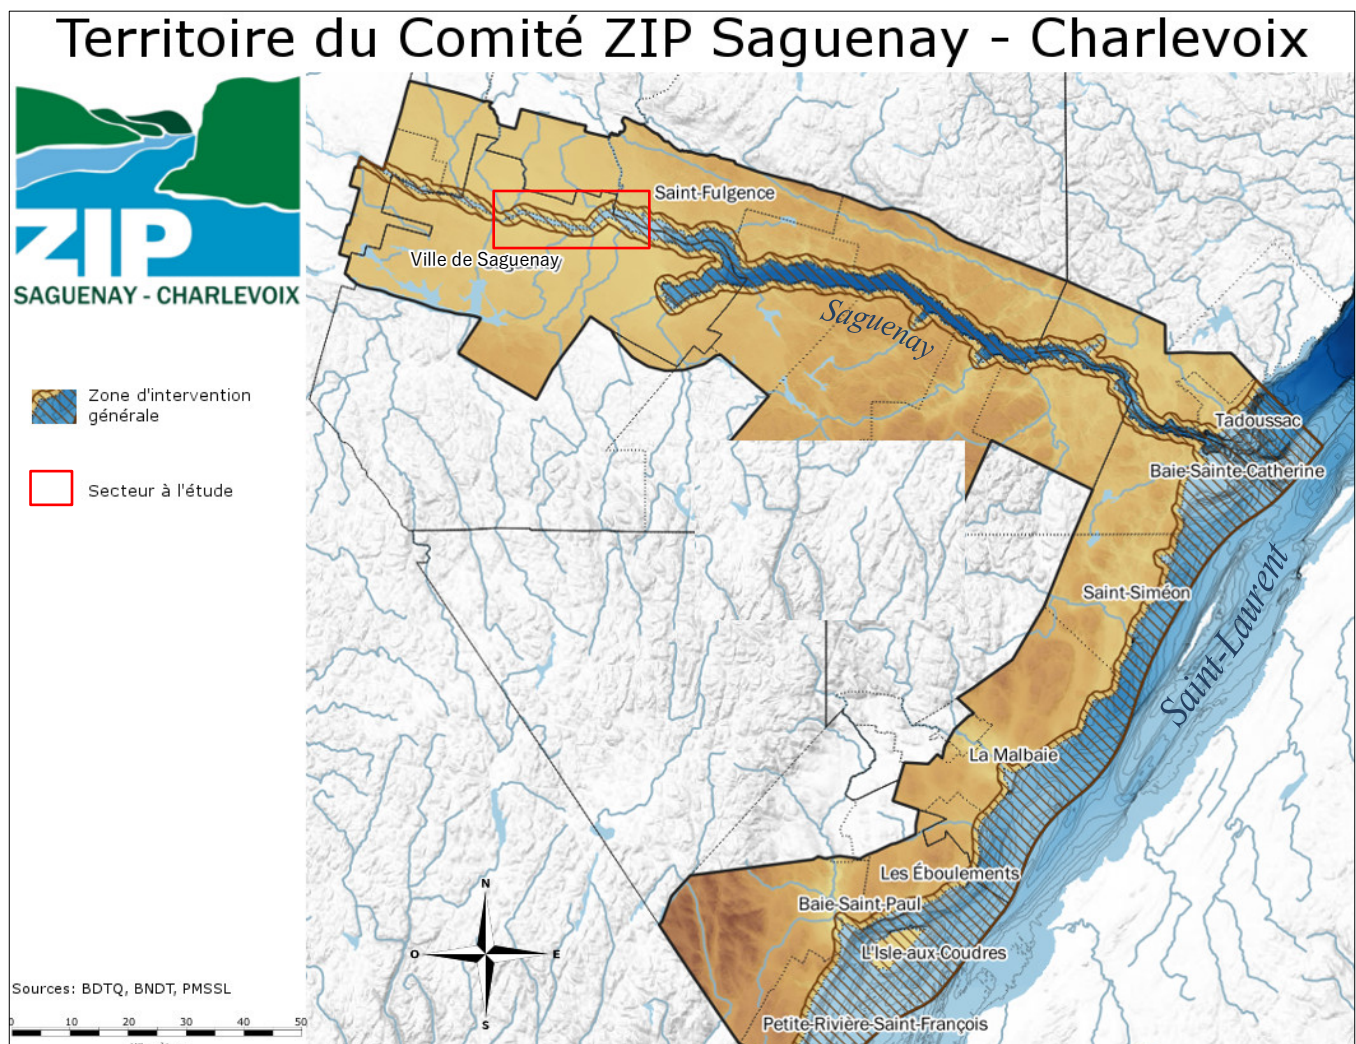 Territoire du Comité ZIP Saguenay - Charlevoix
ZIP
SAGUENAY - CHARLEVOIX
Zone d'intervention
générale
Secteur à l'étude
Saint-Fulgence
Ville de Saguenay
Saguenay
Tadoussac
Baie-Sainte-Catherine
Saint-Siméon
Saint-Laurent
La Malbaie
Les Éboulements
Baie-Saint-Paul
L'Isle-aux-Coudres
Petite-Rivière-Saint-François
N
O
E
S
Sources: BDTQ, BNDT, PMSSL
0 10 20 30 40 50